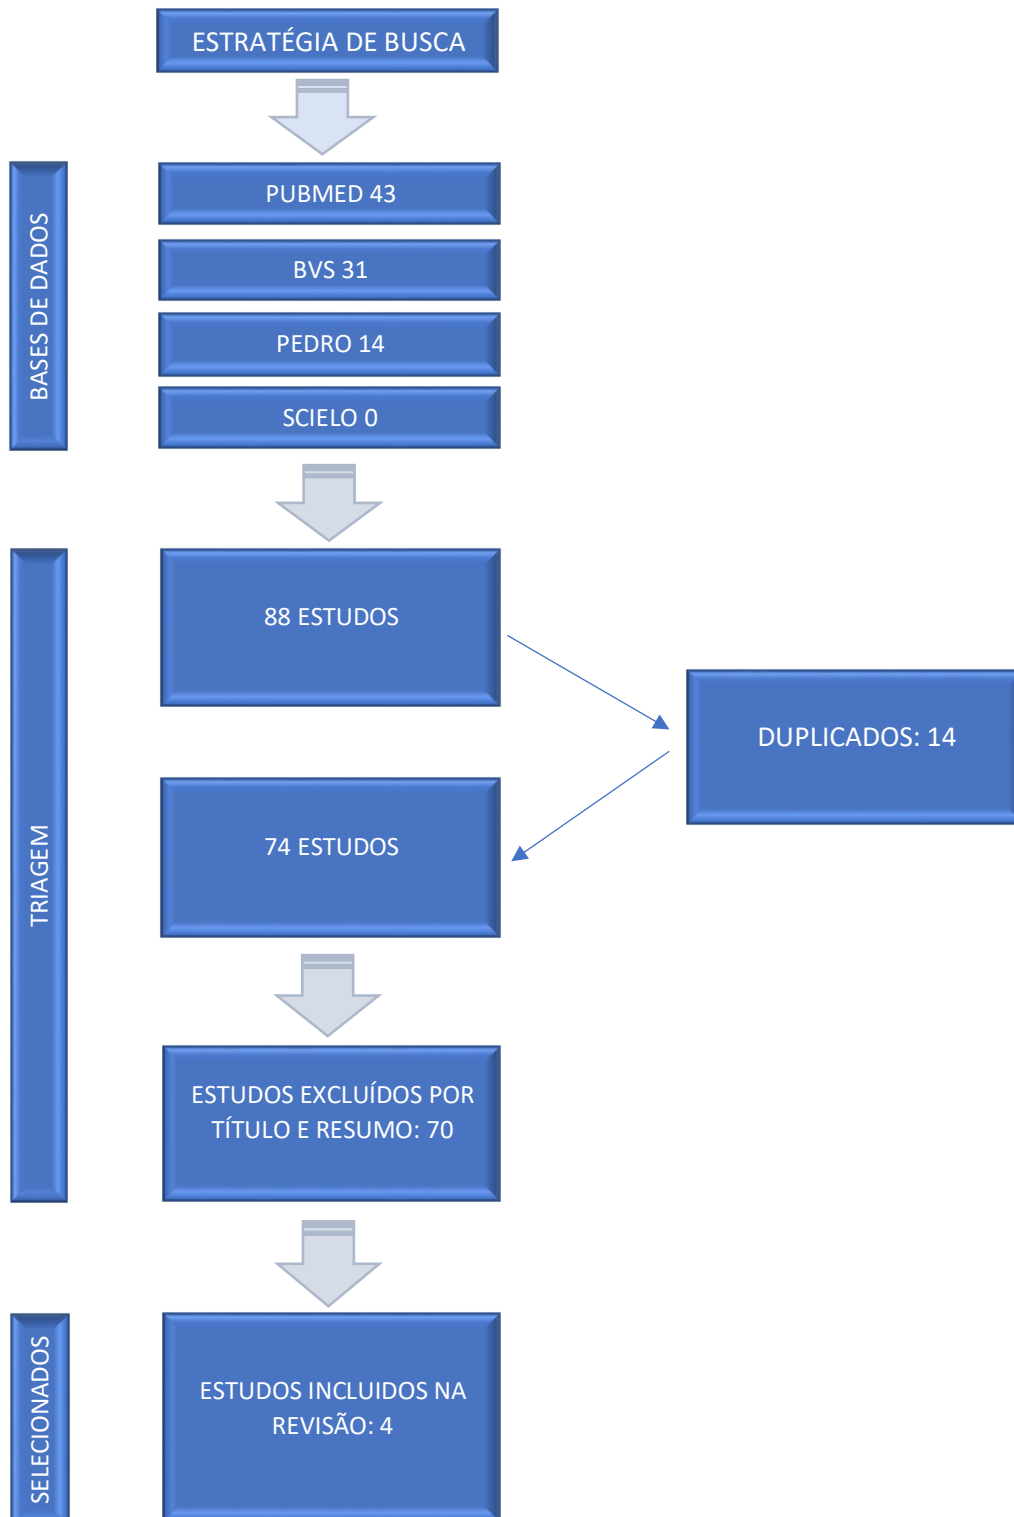 ESTRATÉGIA DE BUSCA
BASES DE DADOS
PUBMED 43
BVS 31
PEDRO 14
SCIELO 0
TRIAGEM
88 ESTUDOS
DUPLICADOS: 14
74 ESTUDOS
ESTUDOS EXCLUÍDOS POR
TÍTULO E RESUMO: 70
SELECIONADOS
ESTUDOS INCLUIDOS NA
REVISÃO: 4